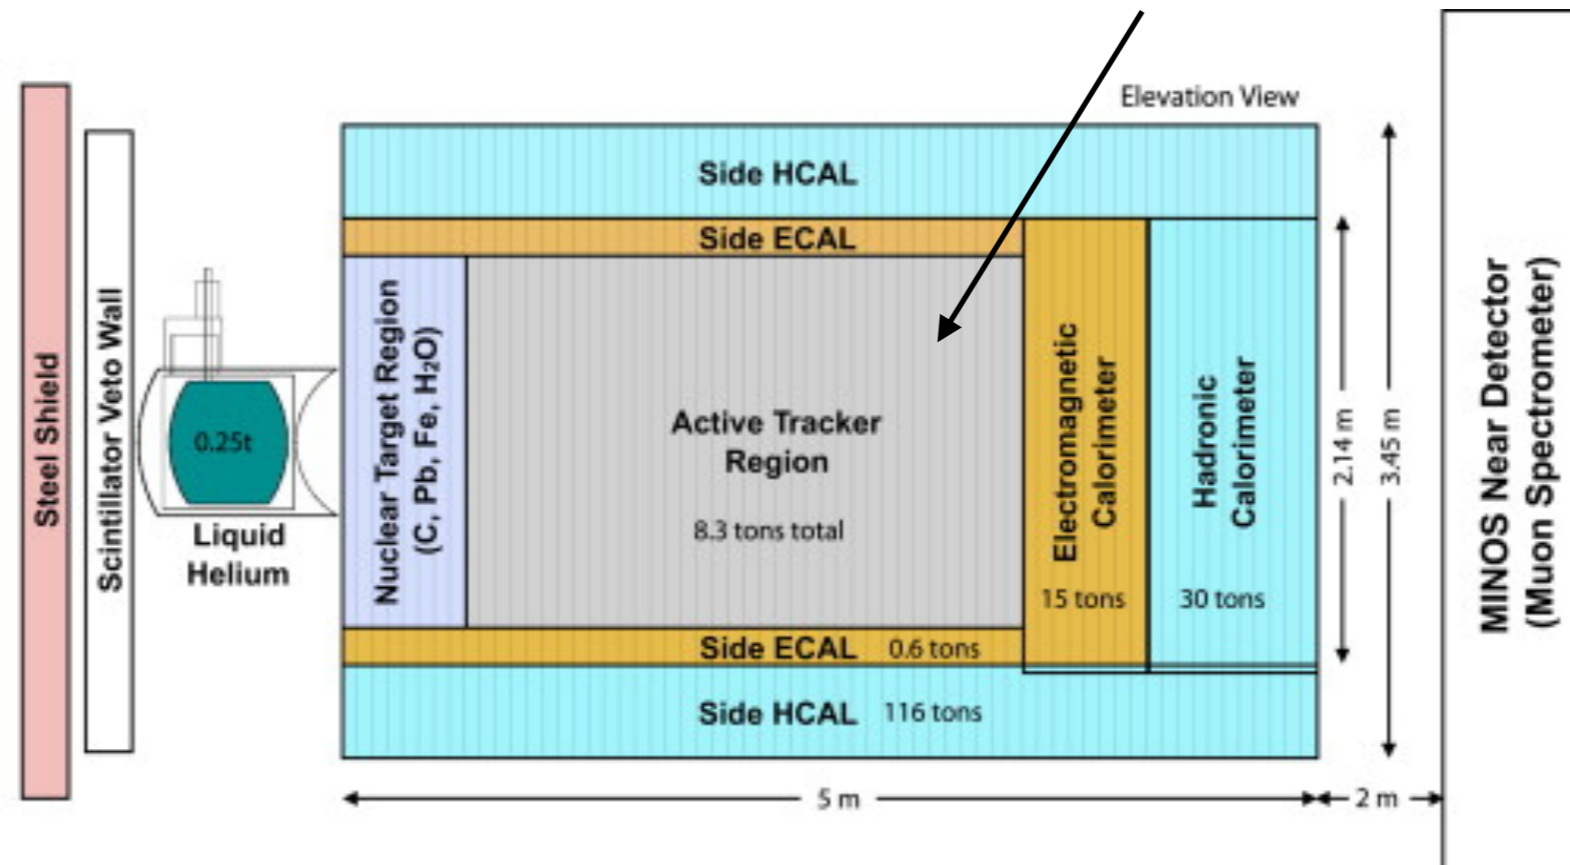 Elevation View
Steel Shield
Scintillator Veto Wall
0.25t
Liquid
Helium
Side HCAL
Side ECAL
Nuclear Target Region
(C, Pb, Fe, H₂O)
Active Tracker
Region
8.3 tons total
Electromagnetic
Calorimeter
15 tons
Hadronic
Calorimeter
30 tons
Side ECAL 0.6 tons
Side HCAL 116 tons
2.14 m
3.45 m
5 m
2 m
MINOS Near Detector
(Muon Spectrometer)